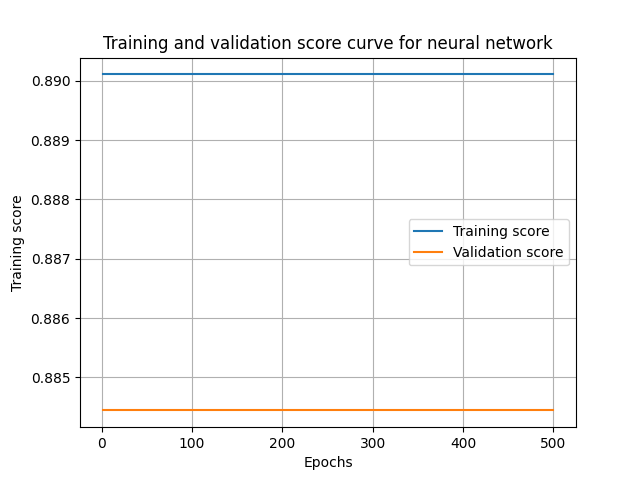 Training and validation score curve for neural network
0.890
0.889
0.888
0.887
0.886
0.885
Training score
Training score
Validation score
0 100 200 300 400 500
Epochs